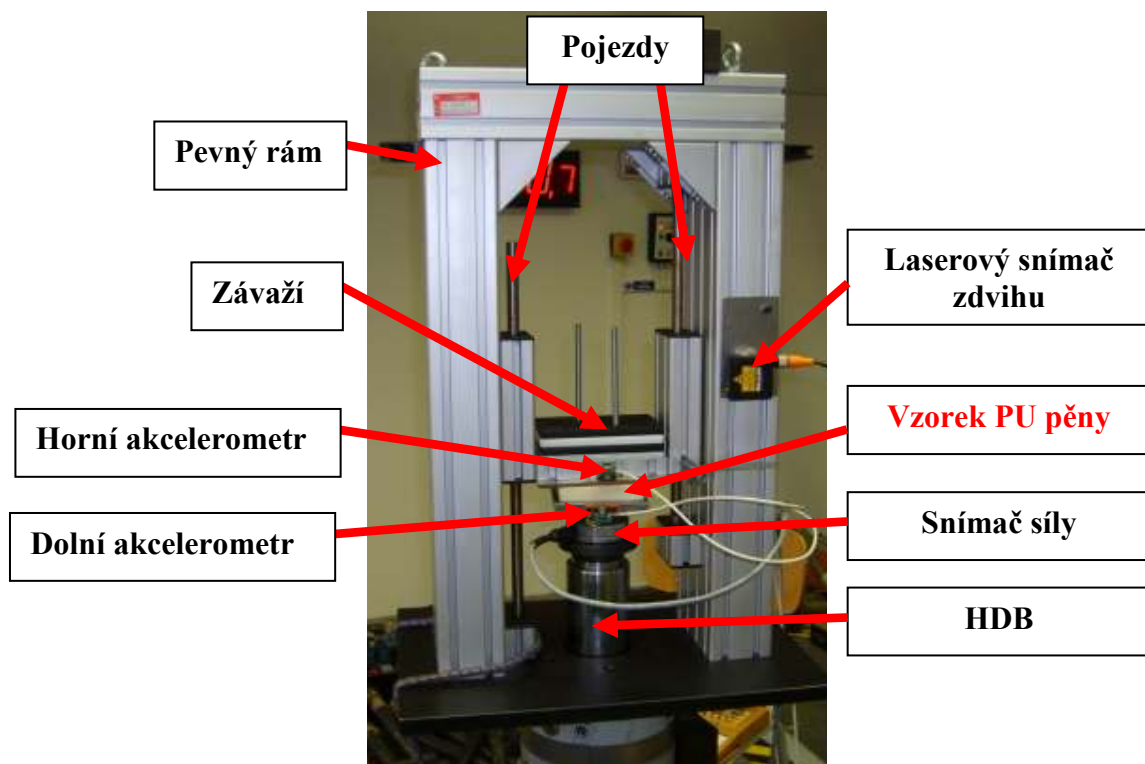 Pojezdy
Pevný rám
Závaží
Laserový snímač
zdvihu
Horní akcelerometr
Vzorek PU pěny
Dolní akcelerometr
Snímač síly
HDB